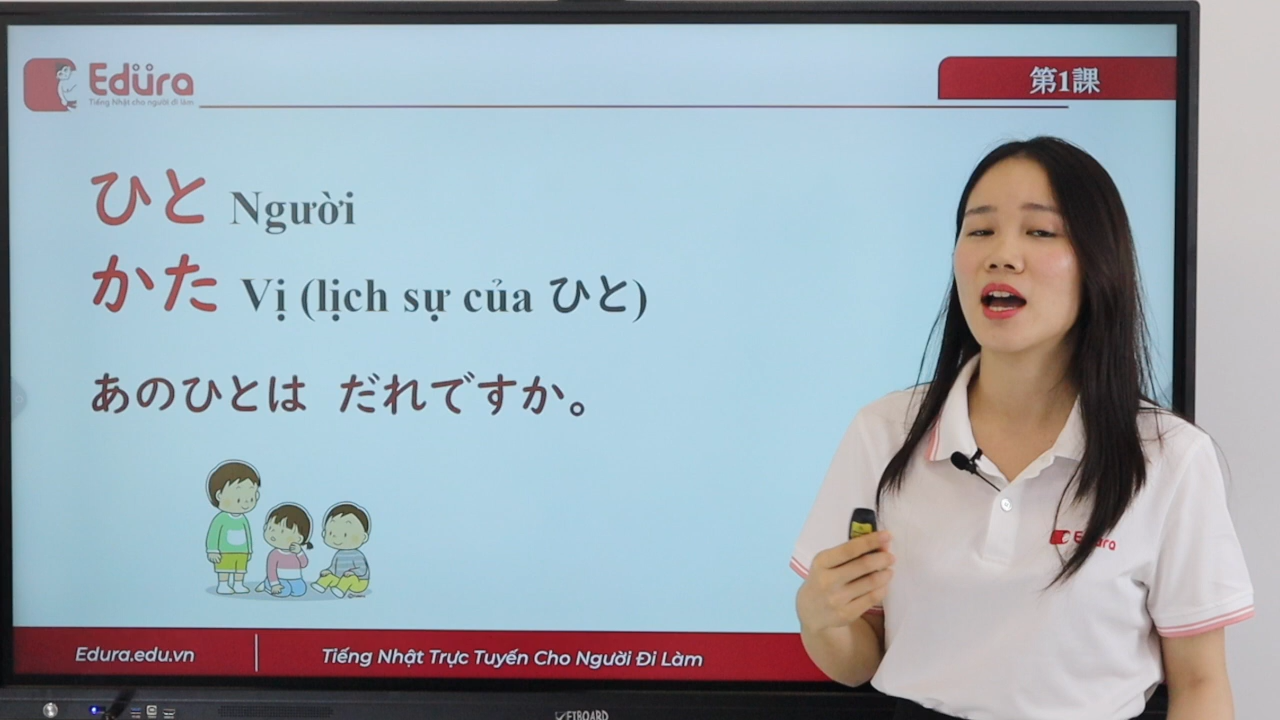 Edura
Tiếng Nhật cho người đi làm
第1課
ひと Người
かた Vị (lịch sự của ひと)
あのひとは だれですか。
Edura.edu.vn
Tiếng Nhật Trực Tuyến Cho Người Đi Làm